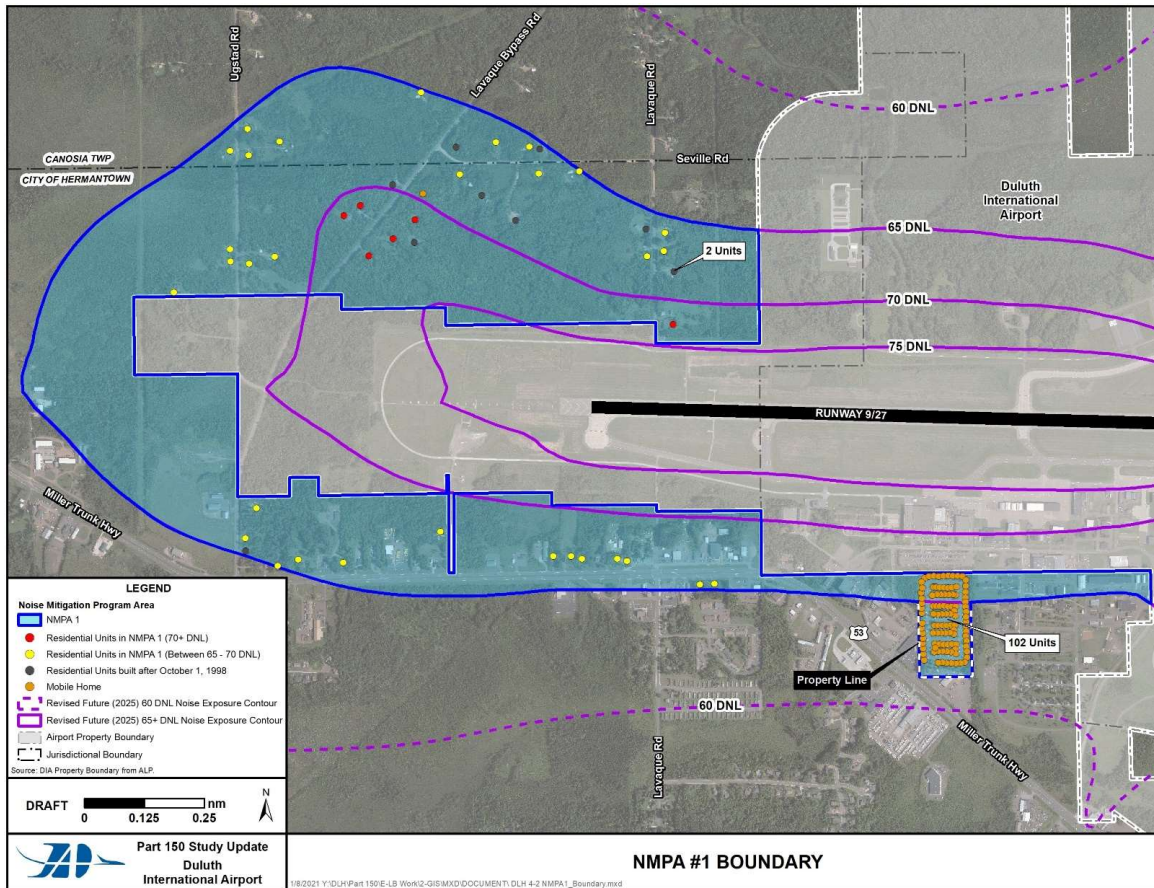 Ugstad Rd
Lavaque Bypass Rd
Lavaque Rd
60 DNL
CANOSIA TWP
CITY OF HERMANTOWN
Seville Rd
Duluth
International
Airport
65 DNL
2 Units
70 DNL
75 DNL
RUNWAY 9/27
Miller Trunk Hwy
53
102 Units
Property Line
60 DNL
Lavaque Rd
Miller Trunk Hwy
LEGEND
Noise Mitigation Program Area
NMPA 1
Residential Units in NMPA 1 (70+ DNL)
Residential Units in NMPA 1 (Between 65 - 70 DNL)
Residential Units built after October 1, 1998
Mobile Home
Revised Future (2025) 60 DNL Noise Exposure Contour
Revised Future (2025) 65+ DNL Noise Exposure Contour
Airport Property Boundary
Jurisdictional Boundary
Source: DIA Property Boundary from ALP.
DRAFT
nm
0 0.125 0.25
N
Part 150 Study Update
Duluth
International Airport
NMPA #1 BOUNDARY
1/8/2021 Y:\DLH\Part 150\E-LB Work\2-GIS\MXD\DOCUMENT\ DLH 4-2 NMPA1_Boundary.mxd